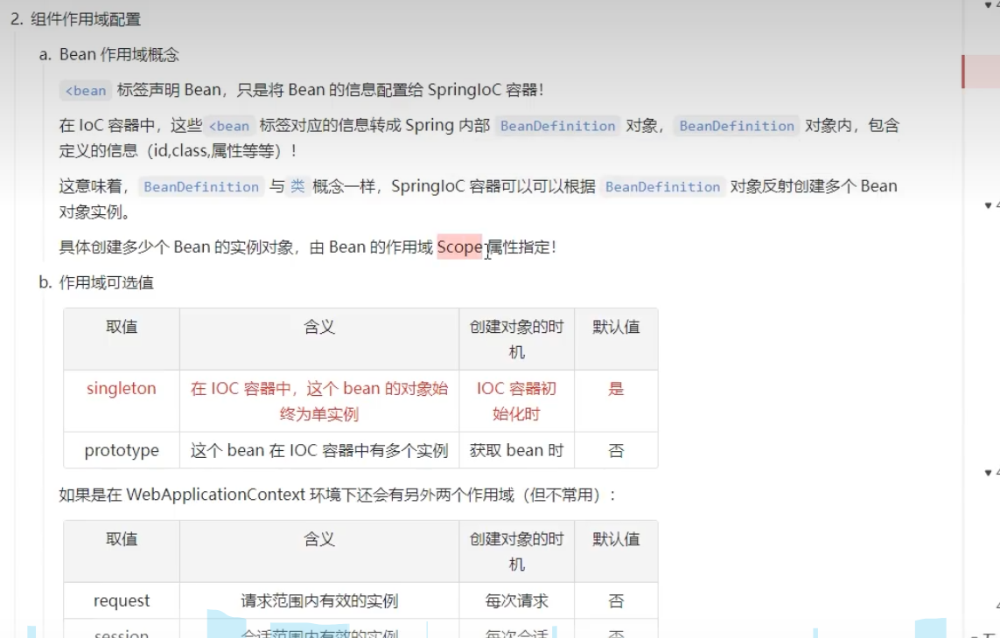 2. 组件作用域配置
a. Bean 作用域概念
<bean 标签声明 Bean，只是将 Bean 的信息配置给 SpringIoC 容器！
在 IoC 容器中，这些 <bean 标签对应的信息转成 Spring 内部 BeanDefinition 对象， BeanDefinition 对象内，包含
定义的信息（id,class,属性等等）！
这意味着， BeanDefinition 与 类 概念一样，SpringIoC 容器可以可以根据 BeanDefinition 对象反射创建多个 Bean
对象实例。
具体创建多少个 Bean 的实例对象，由 Bean 的作用域 Scope 属性指定！
b. 作用域可选值
取值 含义 创建对象的时
机 默认值
singleton 在 IOC 容器中，这个 bean 的对象始
终为单实例 IOC 容器初
始化时 是
prototype 这个 bean 在 IOC 容器中有多个实例 获取 bean 时 否
如果是在 WebApplicationContext 环境下还会有另外两个作用域（但不常用）：
取值 含义 创建对象的时
机 默认值
request 请求范围内有效的实例 每次请求 否
session 会话范围内有效的实例 每次会话 否